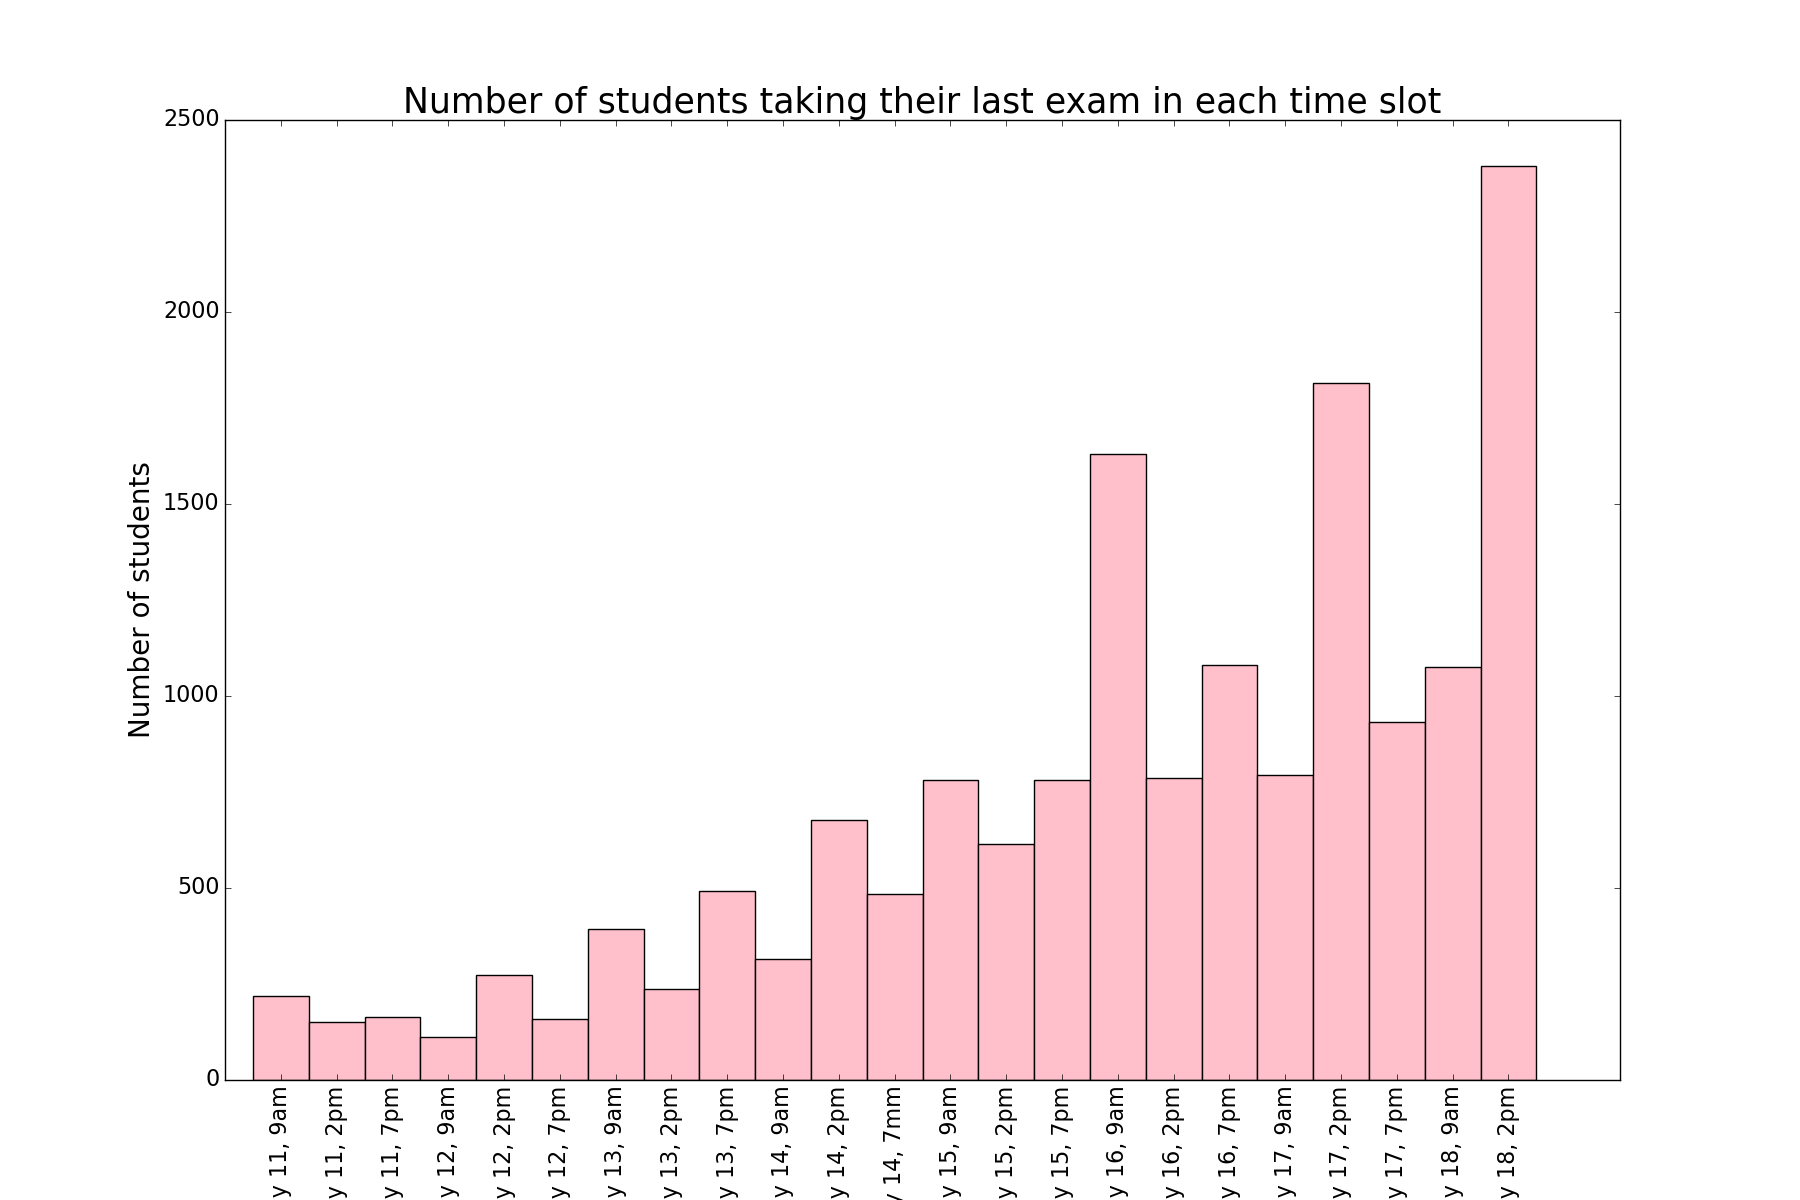 Number of students taking their last exam in each time slot
Number of students
2500
2000
1500
1000
500
0
y 11, 9am
y 11, 2pm
y 11, 7pm
y 12, 9am
y 12, 2pm
y 12, 7pm
y 13, 9am
y 13, 2pm
y 13, 7pm
y 14, 9am
y 14, 2pm
y 14, 7mm
y 15, 9am
y 15, 2pm
y 15, 7pm
y 16, 9am
y 16, 2pm
y 16, 7pm
y 17, 9am
y 17, 2pm
y 17, 7pm
y 18, 9am
y 18, 2pm